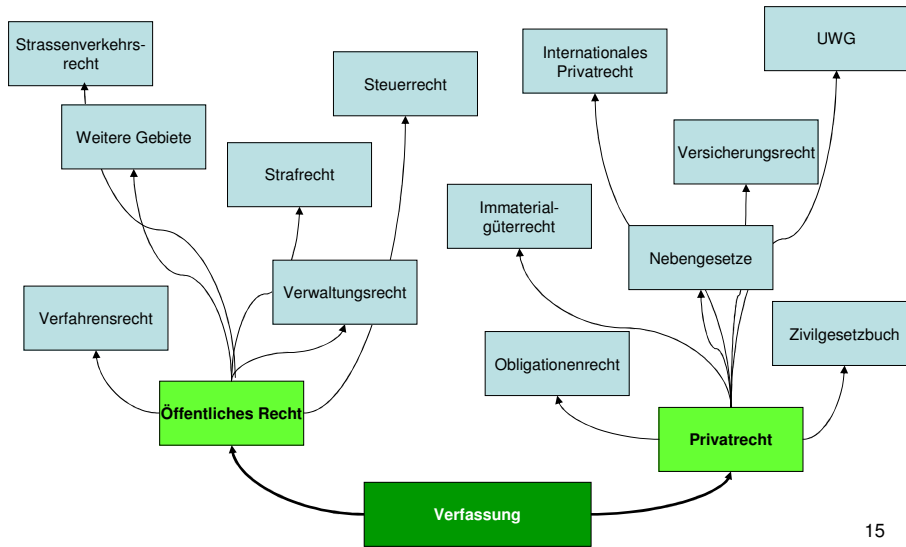 Strassenverkehrs-
recht
Weitere Gebiete
Steuerrecht
Strafrecht
Verwaltungsrecht
Verfahrensrecht
Öffentliches Recht
Internationales
Privatrecht
UWG
Versicherungsrecht
Immaterial-
güterrecht
Nebengesetze
Zivilgesetzbuch
Obligationenrecht
Privatrecht
Verfassung
15